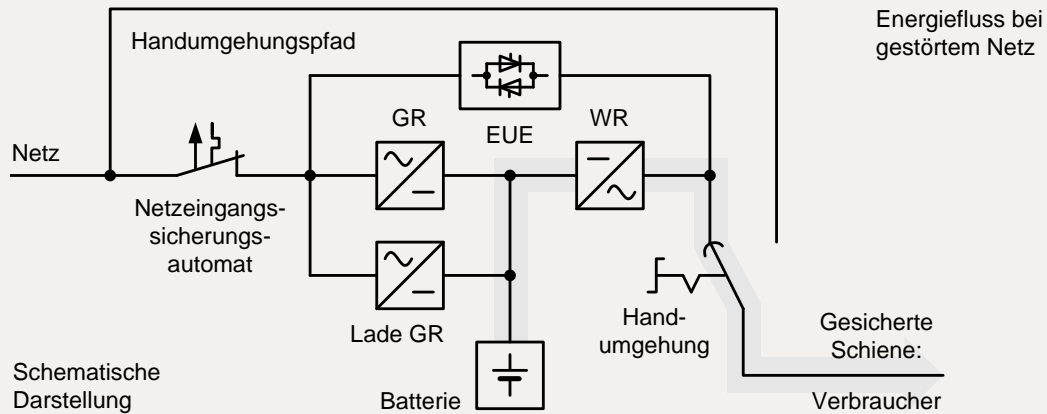 Energiefluss bei
gestörtem Netz
Handumgehungspfad
GR
EUE
WR
Netz
Netzeingangs-
sicherungs-
automat
Lade GR
Hand-
umgehung
Gesicherte
Schiene:
Schematische
Darstellung
Batterie
Verbraucher